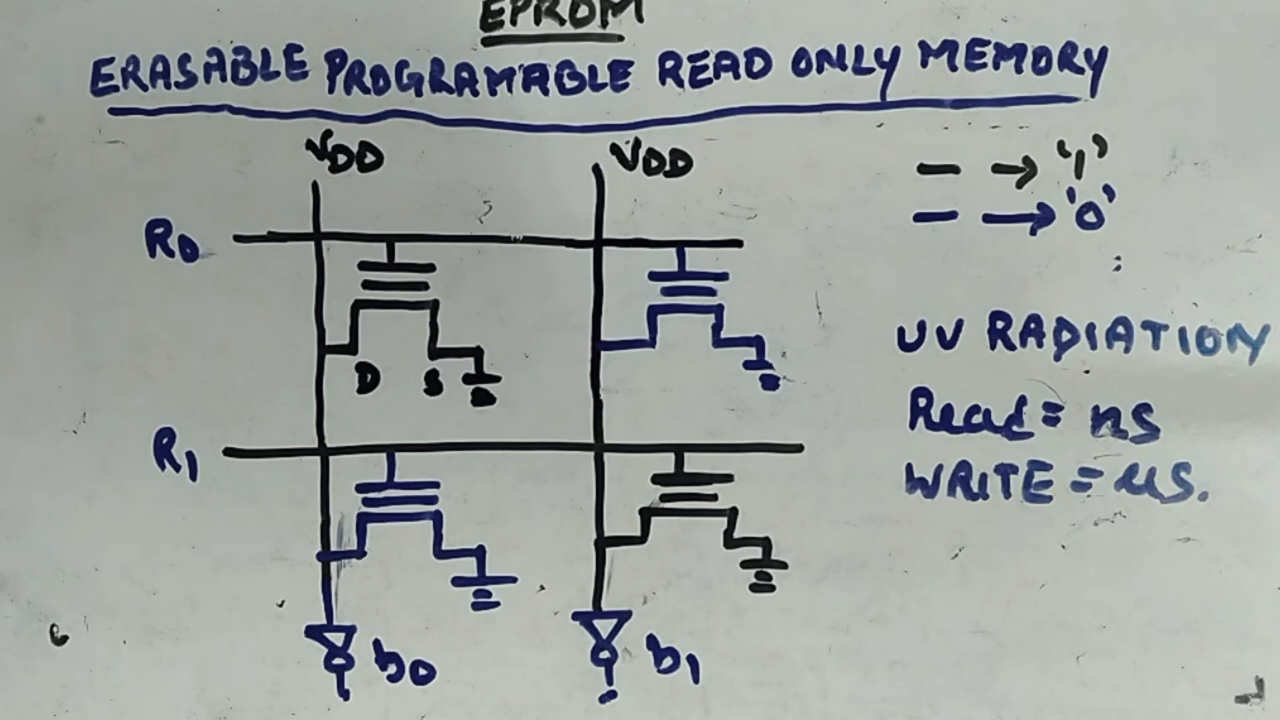 EPROM
ERASABLE PROGRAMABLE READ ONLY MEMORY
VDD VDD
— → '1'
— → '0'
R0
D S
UV RADIATION
Read = ns
WRITE = us.
R1
b0 b1